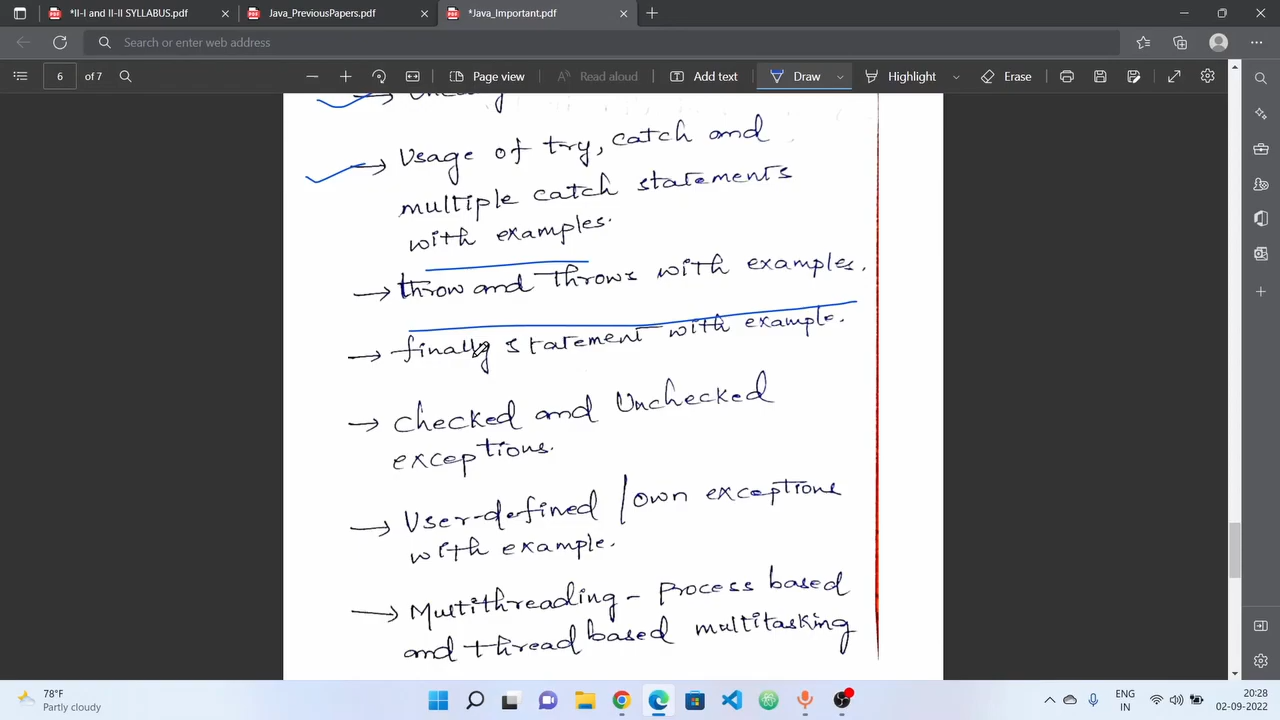 *II-I and II-II SYLLABUS.pdf
Java_PreviousPapers.pdf
*Java_Important.pdf
Search or enter web address
6 of 7
Page view
Read aloud
Add text
Draw
Highlight
Erase
→ Usage of try, catch and
multiple catch statements
with examples.
→ throw and throws with examples.
→ finally statement with example.
→ checked and Unchecked
exceptions.
→ User-defined / own exceptions
with example.
→ Multithreading - process based
and thread based multitasking
78°F
Partly cloudy
ENG
IN
20:28
02-09-2022